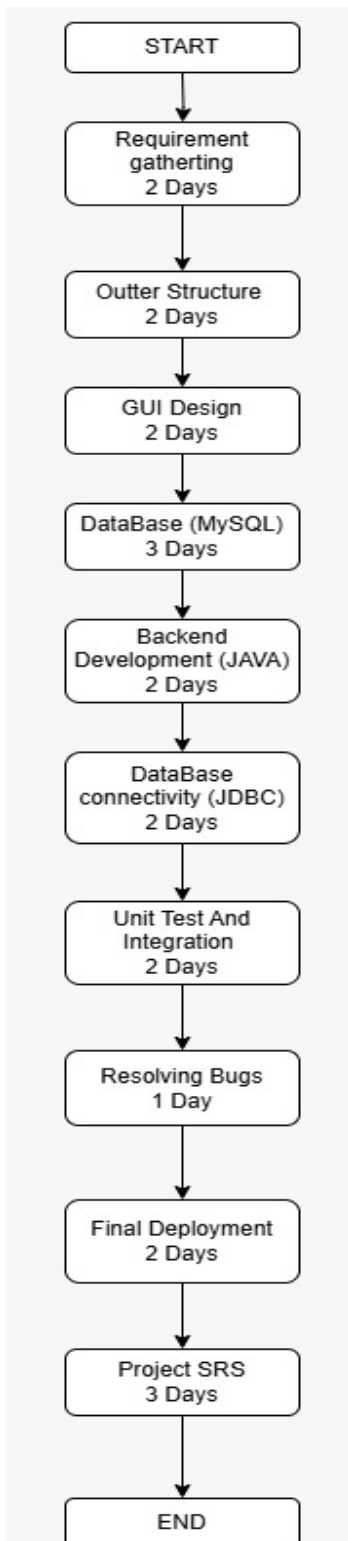 START
Requirement
gatherting
2 Days
Outter Structure
2 Days
GUI Design
2 Days
DataBase (MySQL)
3 Days
Backend
Development (JAVA)
2 Days
DataBase
connectivity (JDBC)
2 Days
Unit Test And
Integration
2 Days
Resolving Bugs
1 Day
Final Deployment
2 Days
Project SRS
3 Days
END